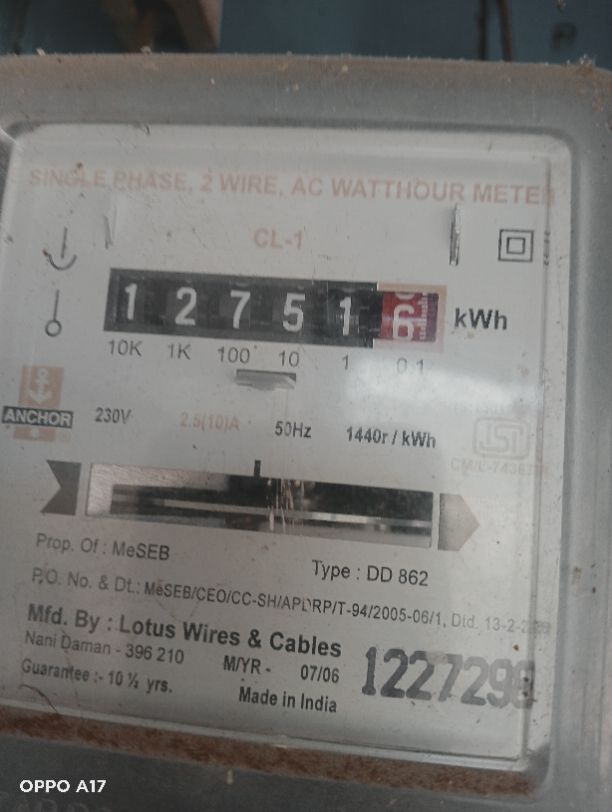 SINGLE PHASE, 2 WIRE, AC WATTHOUR METER
CL-1
1 2 7 5 1 6 kWh
10K 1K 100 10 1 0.1
ANCHOR 230V 2.5(10)A 50Hz 1440r / kWh
ISI
Prop. Of : MeSEB
Type : DD 862
P.O. No. & Dt.: MeSEB/CEO/CC-SH/APDRP/T-94/2005-06/1, Dtd. 13-2-
Mfd. By : Lotus Wires & Cables
Nani Daman - 396 210 M/YR - 07/06
Guarantee :- 10 ½ yrs. Made in India
1227298
OPPO A17